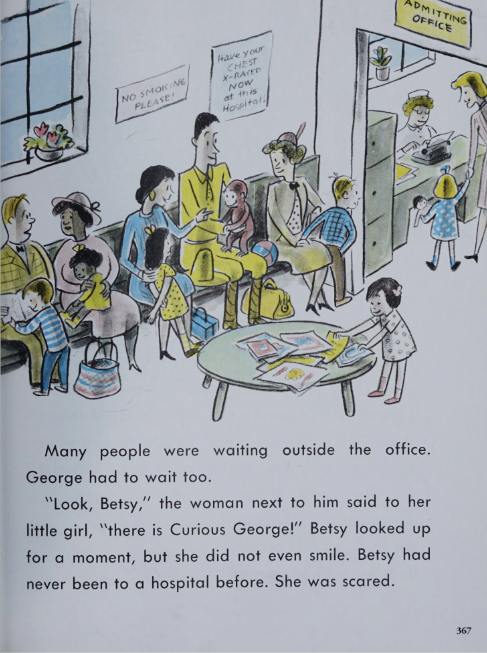 ADMITTING
OFFICE
Have your
CHEST
X-RAYED
NOW
at this
Hospital.
NO SMOKING
PLEASE!
Many people were waiting outside the office.
George had to wait too.
"Look, Betsy," the woman next to him said to her
little girl, "there is Curious George!" Betsy looked up
for a moment, but she did not even smile. Betsy had
never been to a hospital before. She was scared.
367